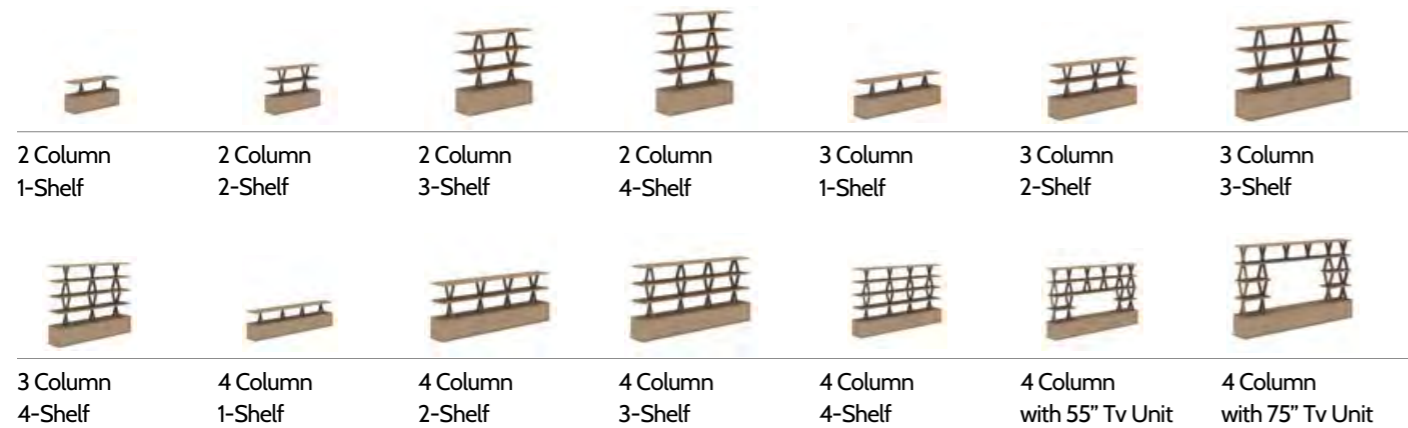 2 Column
1-Shelf
2 Column
2-Shelf
2 Column
3-Shelf
2 Column
4-Shelf
3 Column
1-Shelf
3 Column
2-Shelf
3 Column
3-Shelf
3 Column
4-Shelf
4 Column
1-Shelf
4 Column
2-Shelf
4 Column
3-Shelf
4 Column
4-Shelf
4 Column
with 55” Tv Unit
4 Column
with 75” Tv Unit